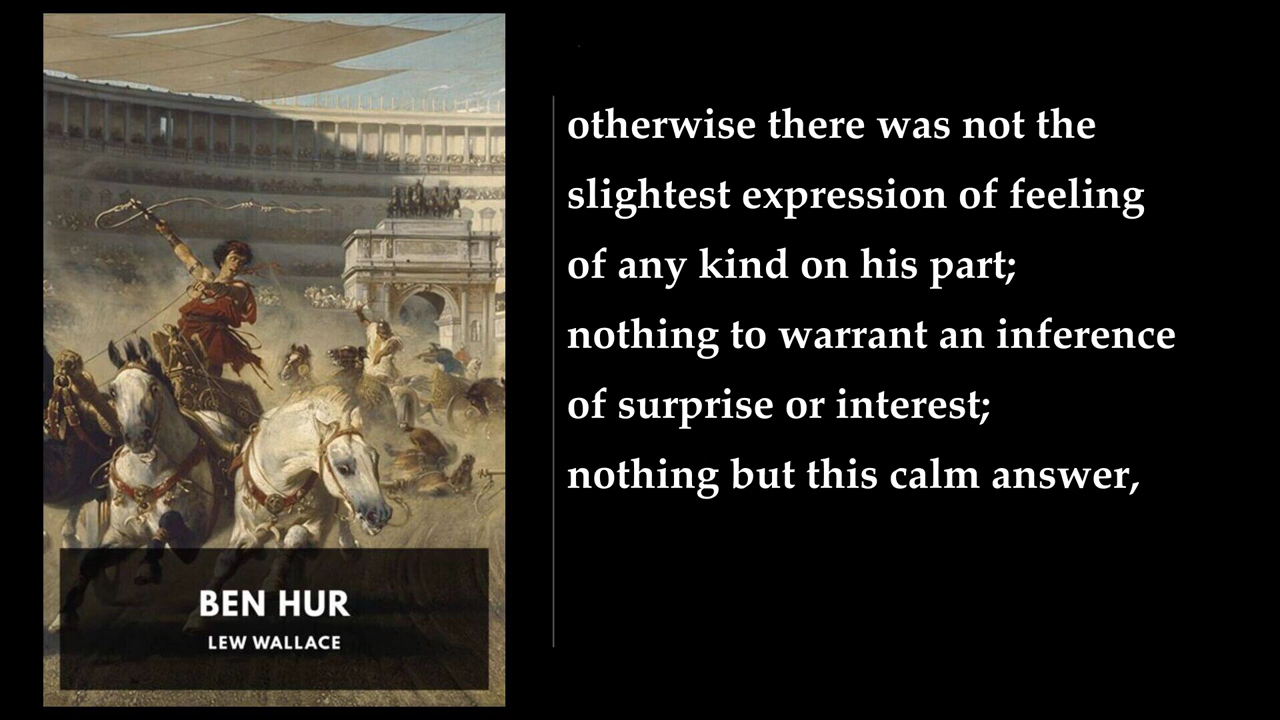 BEN HUR
LEW WALLACE
otherwise there was not the
slightest expression of feeling
of any kind on his part;
nothing to warrant an inference
of surprise or interest;
nothing but this calm answer,